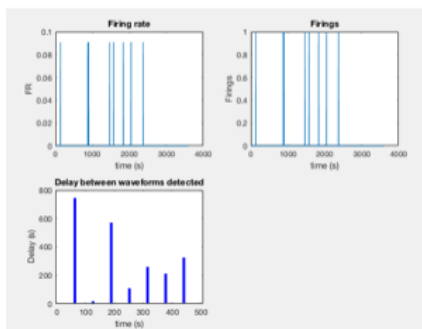 Firing rate
0.1
0.08
0.06
0.04
0.02
0
FR
0 1000 2000 3000 4000
time (s)
Firings
1
0.8
0.6
0.4
0.2
0
Firings
0 1000 2000 3000 4000
time (s)
Delay between waveforms detected
800
600
400
200
0
Delay (s)
0 100 200 300 400 500
time (s)